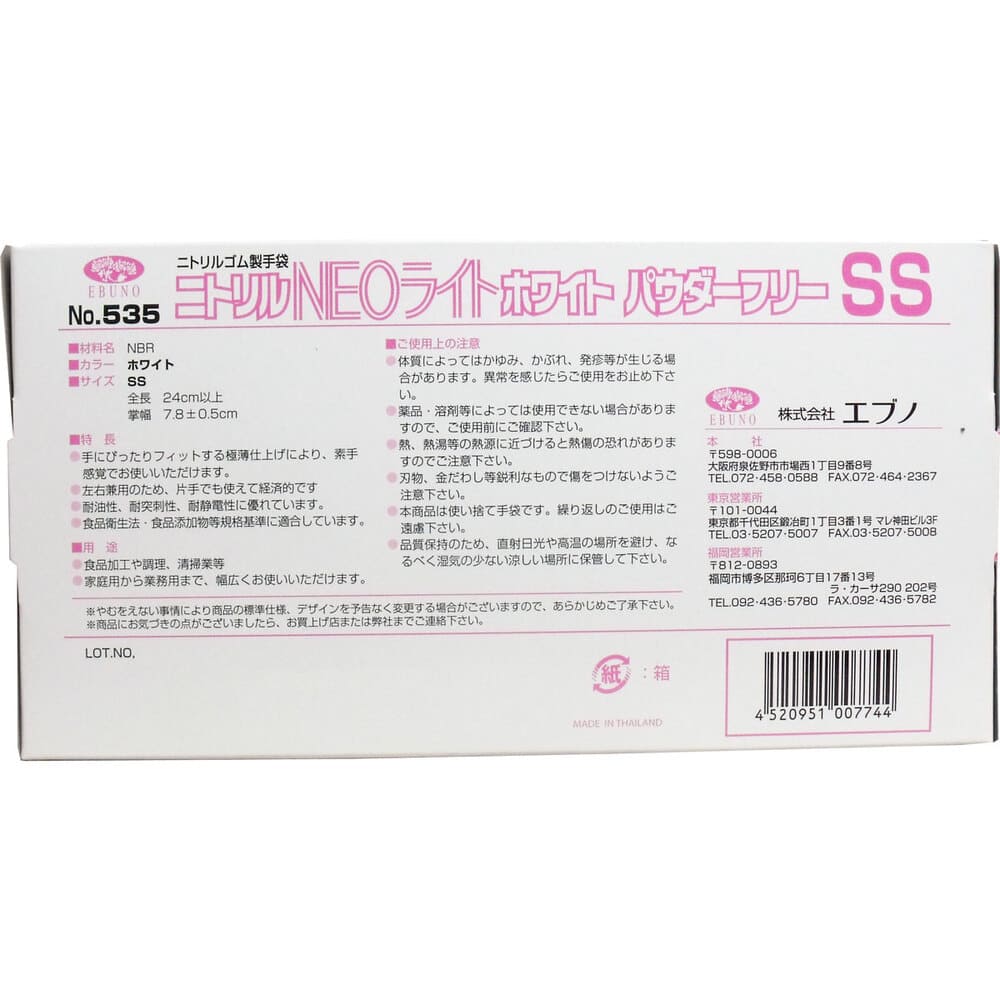 EBUNO
No.535
ニトリルゴム製手袋
ニトリルNEOライトホワイト パウダーフリー SS
■材料名 NBR
■カラー ホワイト
■サイズ SS
全長 24cm以上
掌幅 7.8±0.5cm
■特 長
●手にぴったりフィットする極薄仕上げにより、素手
感覚でお使いいただけます。
●左右兼用のため、片手でも使えて経済的です
●耐油性、耐突刺性、耐静電性に優れています。
●食品衛生法・食品添加物等規格基準に適合しています。
■用 途
●食品加工や調理、清掃業等
●家庭用から業務用まで、幅広くお使いいただけます。
■ご使用上の注意
●体質によってはかゆみ、かぶれ、発疹等が生じる場
合があります。異常を感じたらご使用をお止め下さ
い。
●薬品・溶剤等によっては使用できない場合がありま
すので、ご使用前にご確認下さい。
●熱、熱湯等の熱源に近づけると熱傷の恐れがありま
すのでご注意下さい。
●刃物、金だわし等鋭利なもので傷をつけないようご
注意下さい。
●本商品は使い捨て手袋です。繰り返しのご使用はご
遠慮下さい。
●品質保持のため、直射日光や高温の場所を避け、な
るべく湿気の少ない涼しい場所に保管して下さい。
※やむをえない事情により商品の標準仕様、デザインを予告なく変更する場合がございますので、あらかじめご了承下さい。
※商品にお気づきの点がございましたら、お買上げ店または弊社までご連絡下さい。
EBUNO 株式会社 エブノ
本 社
〒598-0006
大阪府泉佐野市市場西1丁目9番8号
TEL.072-458-0588 FAX.072-464-2367
東京営業所
〒101-0044
東京都千代田区鍛冶町1丁目3番1号 マレ神田ビル3F
TEL.03-5207-5007 FAX.03-5207-5008
福岡営業所
〒812-0893
福岡市博多区那珂6丁目17番13号
ラ・カーサ290 202号
TEL.092-436-5780 FAX.092-436-5782
LOT.NO,
紙 : 箱
MADE IN THAILAND
4 520951 007744